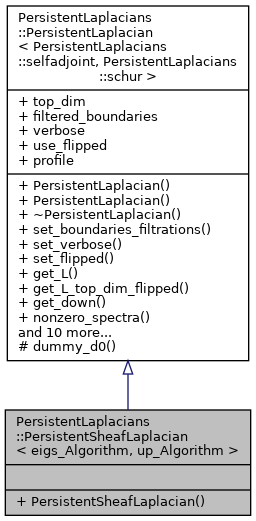 PersistentLaplacians
::PersistentLaplacian
< PersistentLaplacians
::selfadjoint, PersistentLaplacians
::schur >
+ top_dim
+ filtered_boundaries
+ verbose
+ use_flipped
+ profile
+ PersistentLaplacian()
+ PersistentLaplacian()
+ ~PersistentLaplacian()
+ set_boundaries_filtrations()
+ set_verbose()
+ set_flipped()
+ get_L()
+ get_L_top_dim_flipped()
+ get_down()
+ nonzero_spectra()
and 10 more...
# dummy_d0()
PersistentLaplacians
::PersistentSheafLaplacian
< eigs_Algorithm, up_Algorithm >
+ PersistentSheafLaplacian()